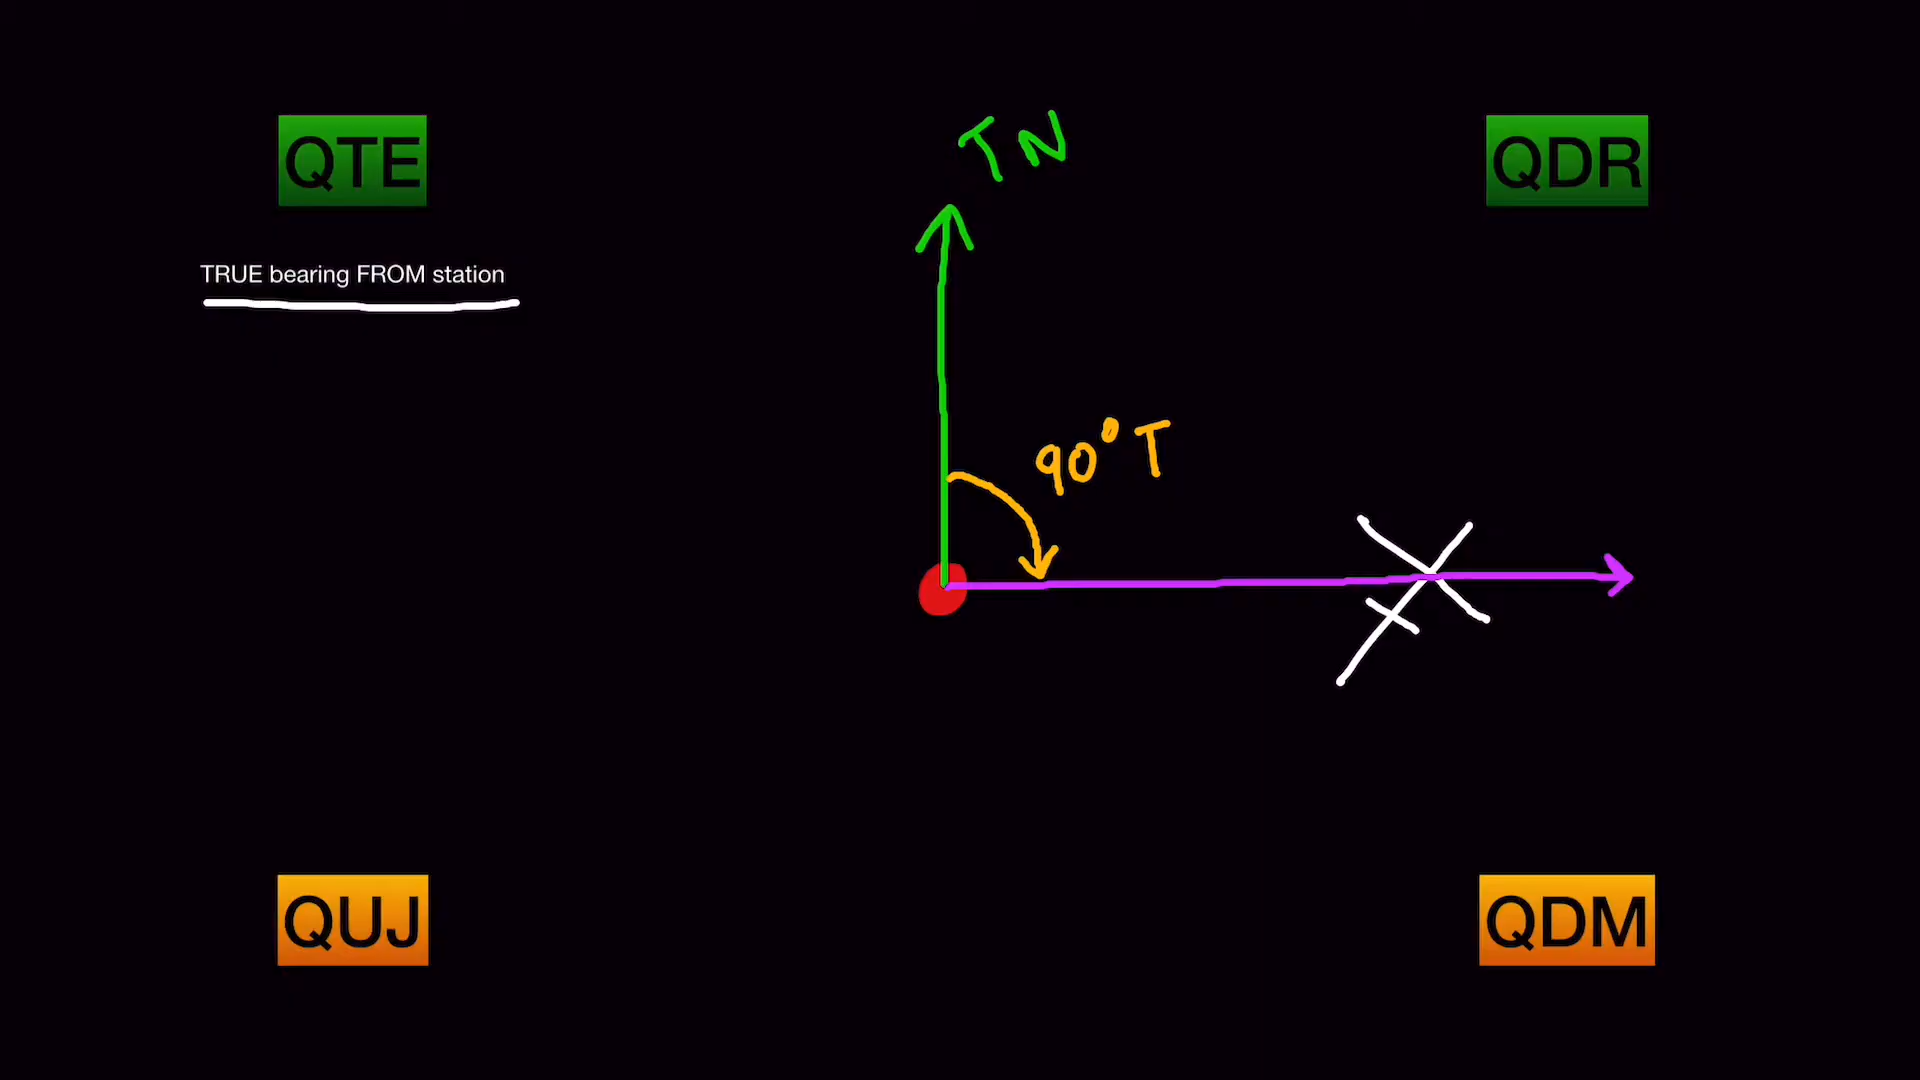 QTE
TN
QDR
TRUE bearing FROM station
90° T
QUJ
QDM